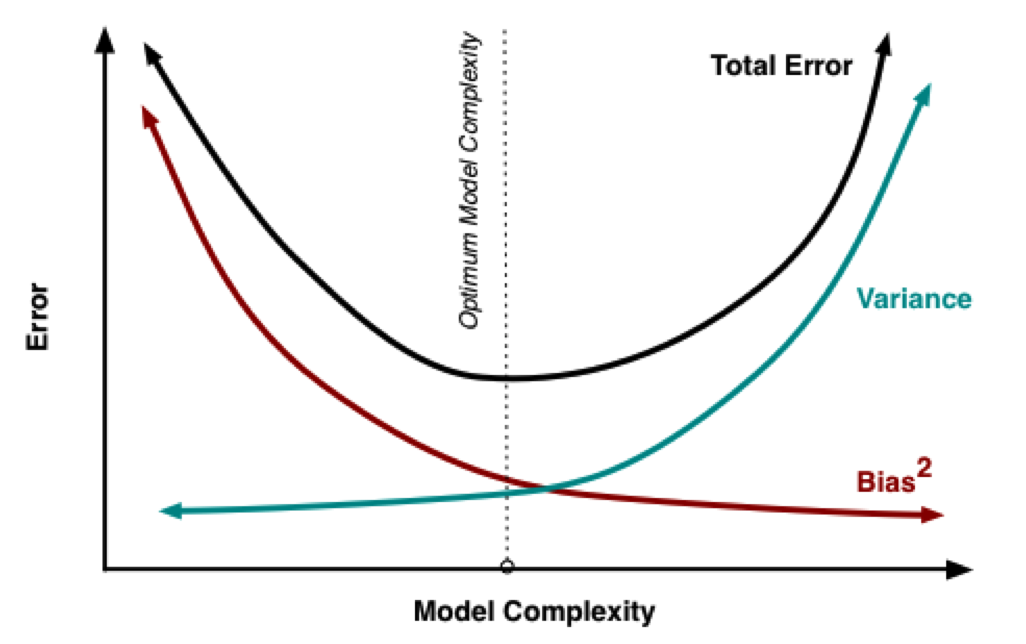 Total Error
Optimum Model Complexity
Variance
Error
Bias²
Model Complexity